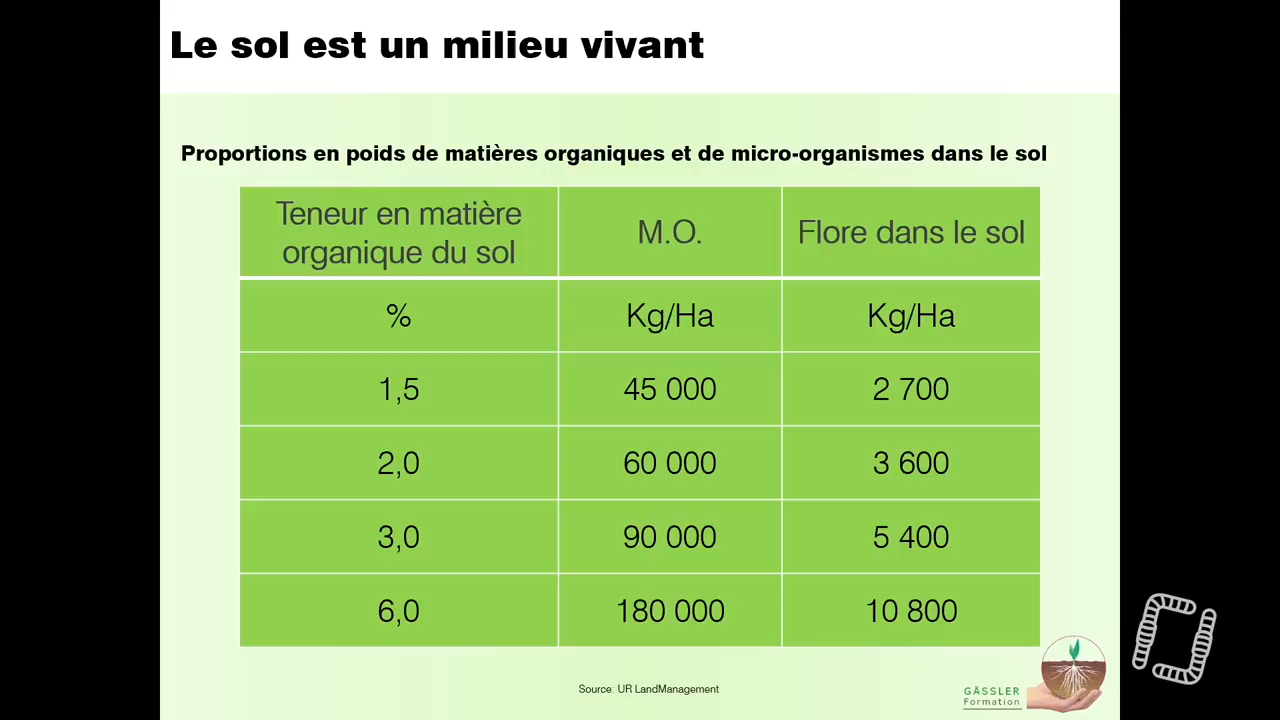 Le sol est un milieu vivant
Proportions en poids de matières organiques et de micro-organismes dans le sol
Teneur en matière organique du sol M.O. Flore dans le sol
% Kg/Ha Kg/Ha
1,5 45 000 2 700
2,0 60 000 3 600
3,0 90 000 5 400
6,0 180 000 10 800
Source: UR LandManagement
GÄSSLER
Formation